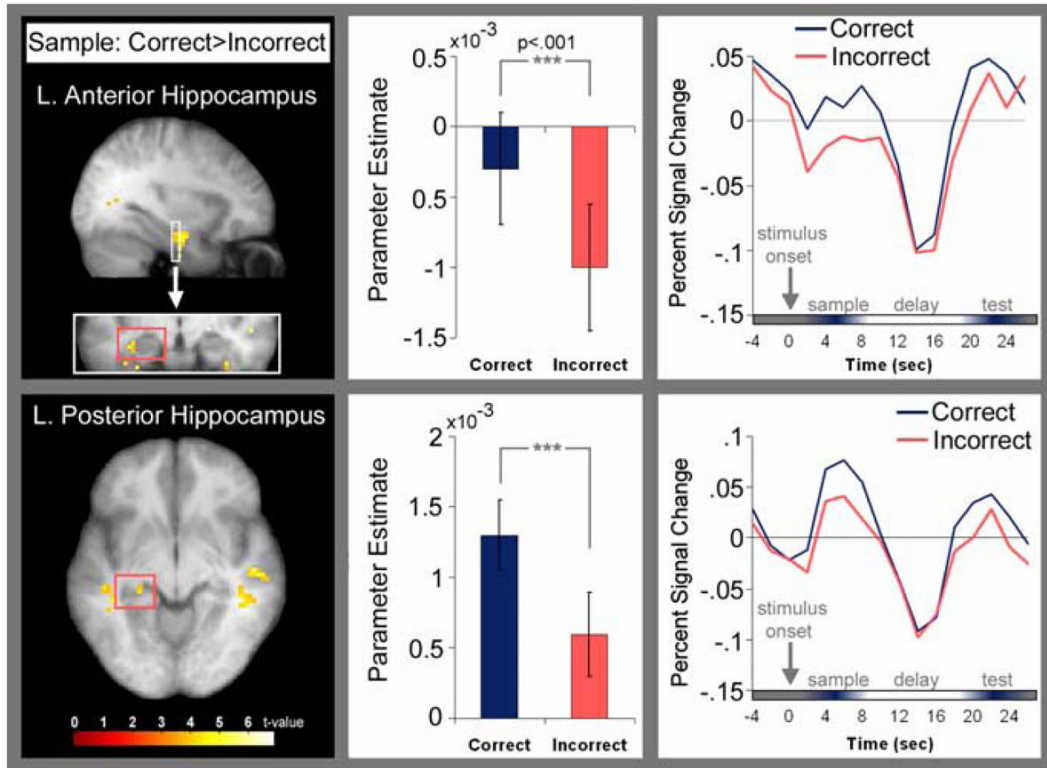 Sample: Correct>Incorrect
L. Anterior Hippocampus
x10-3
p<.001
***
0.5
0
0.5
-1
-1.5
Parameter Estimate
Correct Incorrect
Correct
Incorrect
.05
0
-.05
-.1
-.15
Percent Signal Change
stimulus
onset
sample delay test
-4 0 4 8 12 16 20 24
Time (sec)
L. Posterior Hippocampus
0 1 2 3 4 5 6 t-value
x10-3
***
2
1.5
1
0.5
0
Parameter Estimate
Correct Incorrect
Correct
Incorrect
.1
.05
0
-.05
-.1
-.15
Percent Signal Change
stimulus
onset
sample delay test
-4 0 4 8 12 16 20 24
Time (sec)